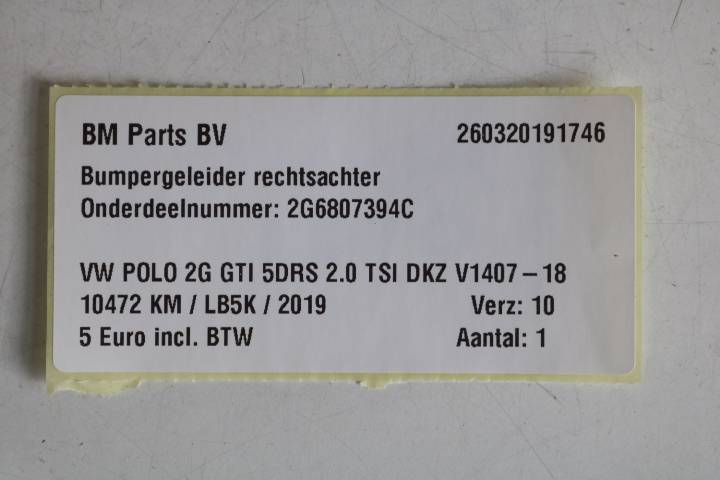 BM Parts BV 260320191746
Bumpergeleider rechtsachter
Onderdeelnummer: 2G6807394C
VW POLO 2G GTI 5DRS 2.0 TSI DKZ V1407 – 18
10472 KM / LB5K / 2019 Verz: 10
5 Euro incl. BTW Aantal: 1